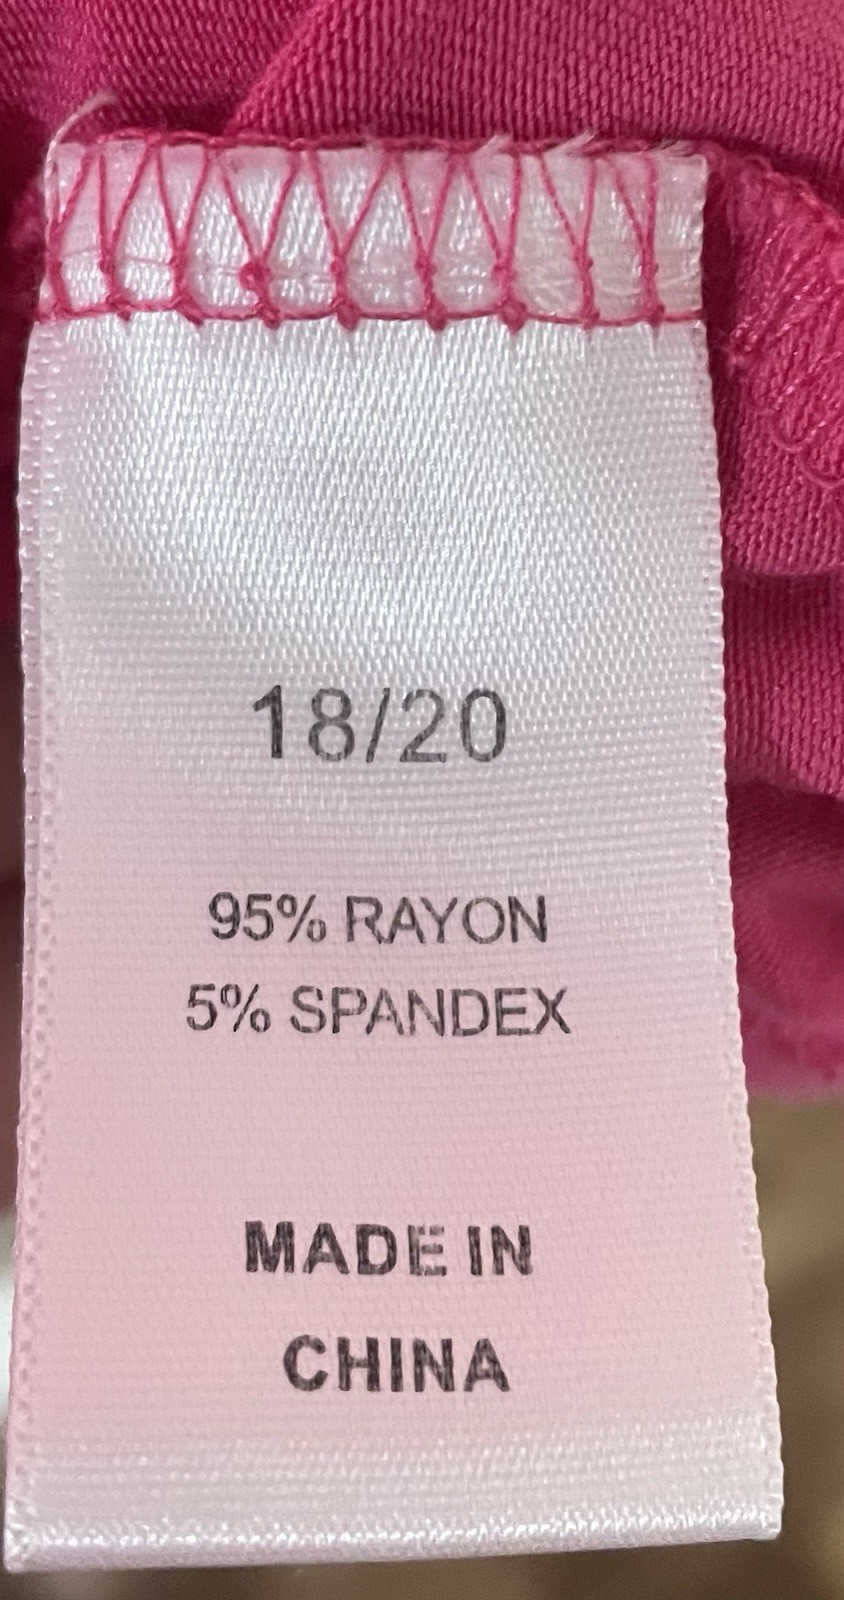 18/20
95% RAYON
5% SPANDEX
MADE IN
CHINA